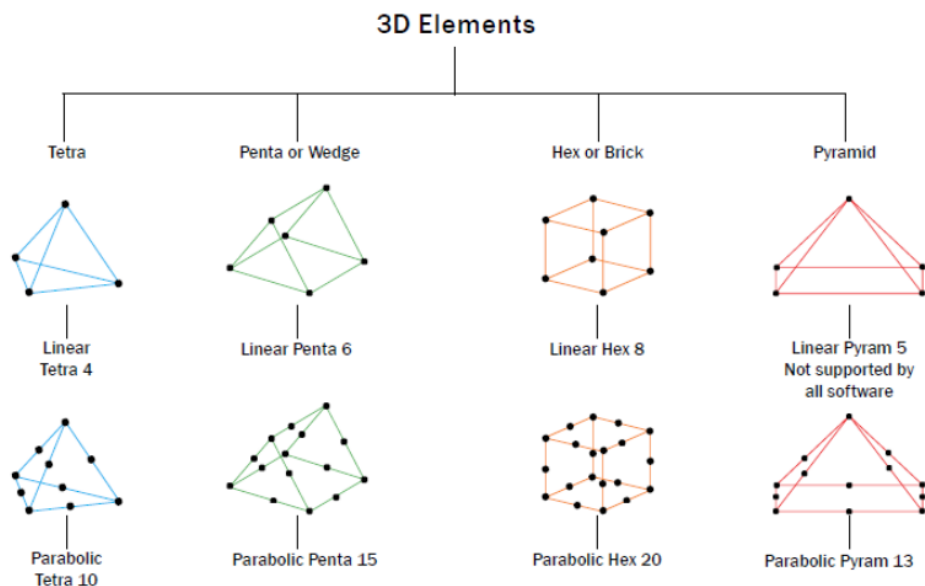 3D Elements
Tetra
Penta or Wedge
Hex or Brick
Pyramid
Linear
Tetra 4
Linear Penta 6
Linear Hex 8
Linear Pyram 5
Not supported by
all software
Parabolic
Tetra 10
Parabolic Penta 15
Parabolic Hex 20
Parabolic Pyram 13